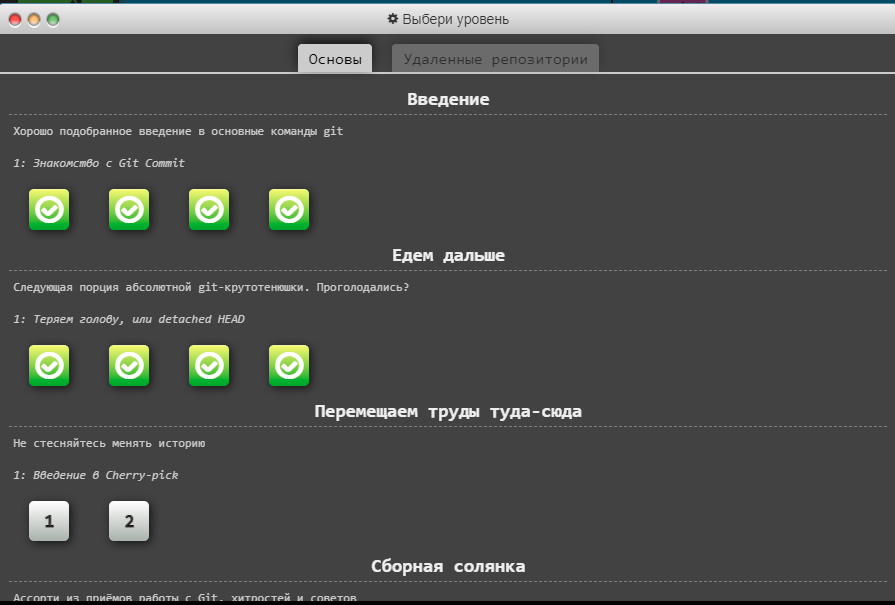 Выбери уровень
Основы
Удаленные репозитории
Введение
Хорошо подобранное введение в основные команды git
1: Знакомство с Git Commit
Едем дальше
Следующая порция абсолютной git-крутотенюшки. Проголодались?
1: Теряем голову, или detached HEAD
Перемещаем труды туда-сюда
Не стесняйтесь менять историю
1: Введение в Cherry-pick
1
2
Сборная солянка
Ассорти из приёмов работы с Git, хитростей и советов